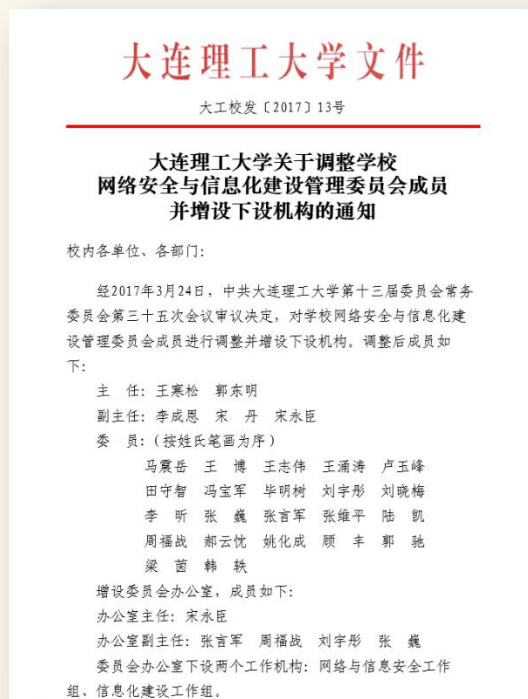 大连理工大学文件
大工校发〔2017〕13号
大连理工大学关于调整学校
网络安全与信息化建设管理委员会成员
并增设下设机构的通知
校内各单位、各部门：
经2017年3月24日，中共大连理工大学第十三届委员会常务
委员会第三十五次会议审议决定，对学校网络安全与信息化建
设管理委员会成员进行调整并增设下设机构。调整后成员如
下：
主 任：王寒松 郭东明
副主任：李成恩 宋 丹 宋永臣
委 员：（按姓氏笔画为序）
马震岳 王 博 王志伟 王涌涛 卢玉峰
田守智 冯宝军 毕明树 刘宇彤 刘晓梅
李 昕 张 巍 张言军 张维平 陆 凯
周福战 郝云忱 姚化成 顾 丰 郭 驰
梁 茵 韩 轶
增设委员会办公室，成员如下：
办公室主任：宋永臣
办公室副主任：张言军 周福战 刘宇彤 张 巍
委员会办公室下设两个工作机构：网络与信息安全工作
组、信息化建设工作组。